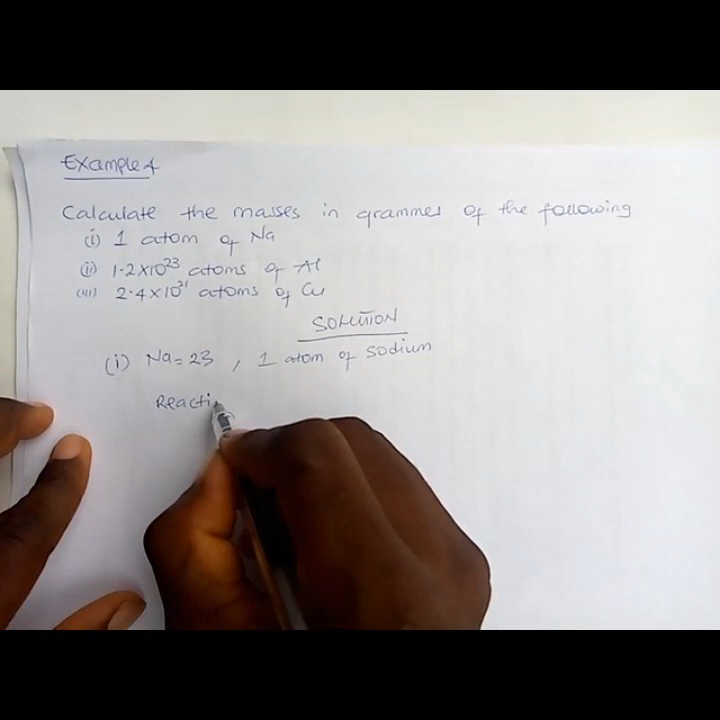 Example 4
Calculate the masses in grammes of the following
(i) 1 atom of Na
(ii) 1.2×10²³ atoms of Al
(iii) 2.4×10²¹ atoms of Cu
SOLUTION
(i) Na = 23, 1 atom of sodium
Reacti